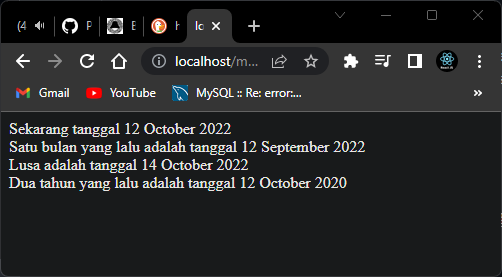 (4
P
E
h
lo
localhost/m...
Gmail
YouTube
MySQL :: Re: error:...
Sekarang tanggal 12 October 2022
Satu bulan yang lalu adalah tanggal 12 September 2022
Lusa adalah tanggal 14 October 2022
Dua tahun yang lalu adalah tanggal 12 October 2020